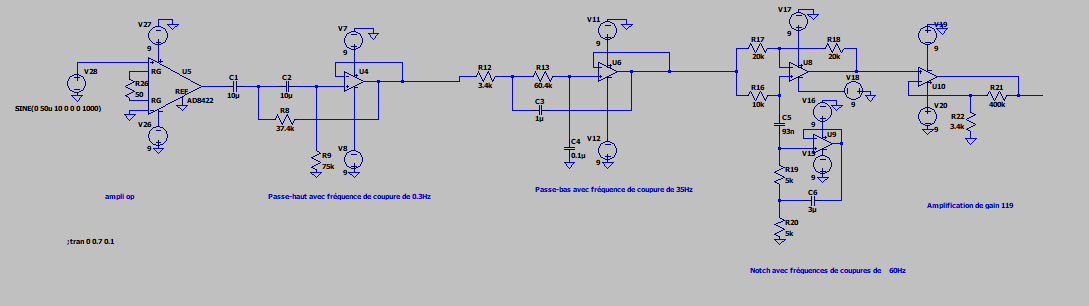 V27
9
V28
SINE(0 50u 10 0 0 0 1000)
R26
50
RG
RG
U5
REF
AD8422
V26
9
C1
10µ
C2
10µ
R8
37.4k
R9
75k
V7
9
U4
V8
9
R12
3.4k
R13
60.4k
C3
1µ
C4
0.1µ
V11
9
U6
V12
9
R17
20k
R16
10k
V17
9
U8
R18
20k
V18
9
C5
93n
V16
9
U9
V15
9
R19
5k
C6
3µ
R20
5k
V19
9
U10
V20
9
R22
3.4k
R21
400k
ampli op
Passe-haut avec fréquence de coupure de 0.3Hz
Passe-bas avec fréquence de coupure de 35Hz
Amplification de gain 119
Notch avec fréquences de coupures de 60Hz
;tran 0 0.7 0.1